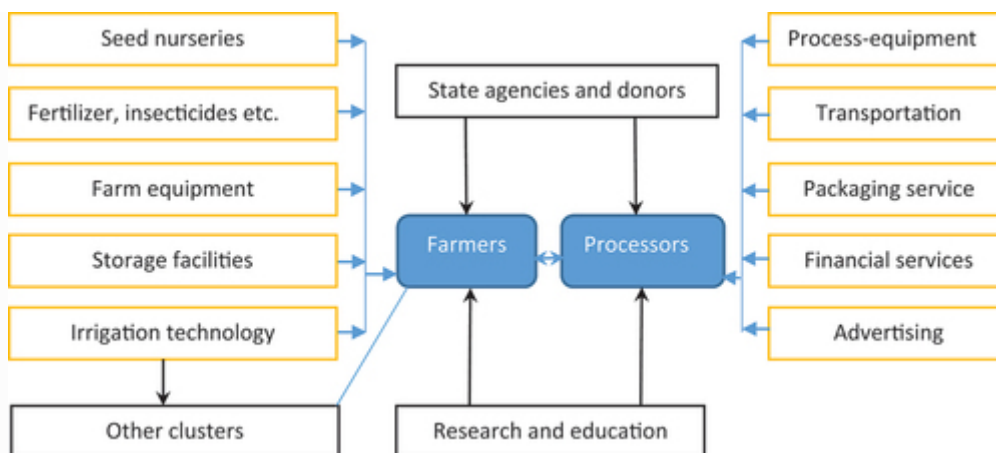 Seed nurseries
Fertilizer, insecticides etc.
Farm equipment
Storage facilities
Irrigation technology
Other clusters
State agencies and donors
Farmers
Processors
Research and education
Process-equipment
Transportation
Packaging service
Financial services
Advertising